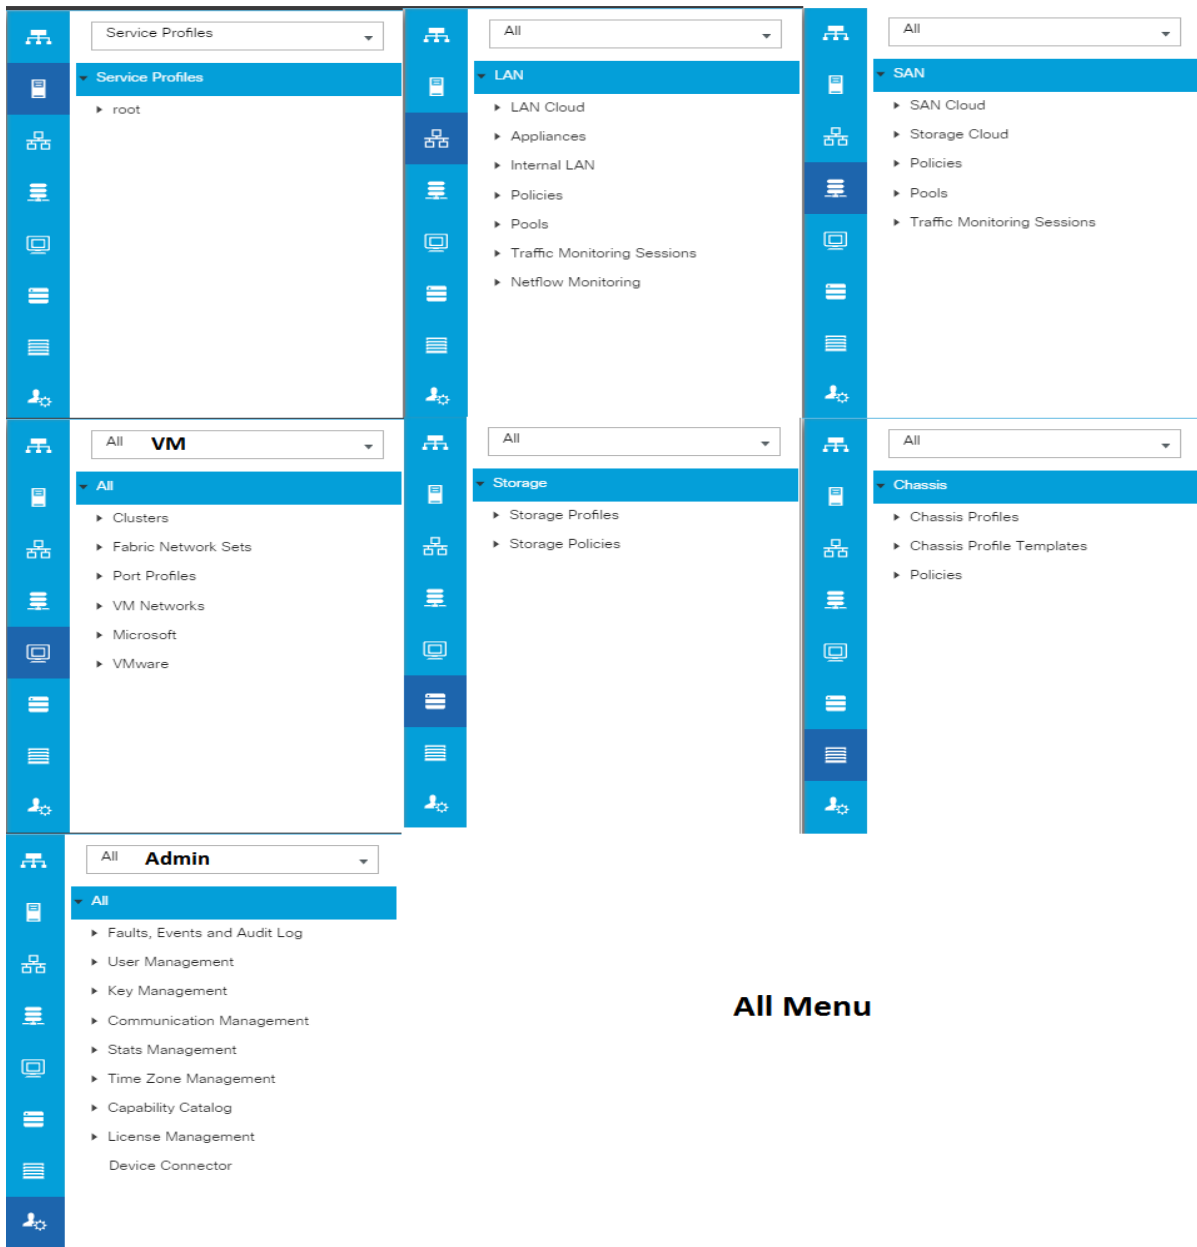 Service Profiles
Service Profiles
root
All
LAN
LAN Cloud
Appliances
Internal LAN
Policies
Pools
Traffic Monitoring Sessions
Netflow Monitoring
All
SAN
SAN Cloud
Storage Cloud
Policies
Pools
Traffic Monitoring Sessions
All VM
All
Clusters
Fabric Network Sets
Port Profiles
VM Networks
Microsoft
VMware
All
Storage
Storage Profiles
Storage Policies
All
Chassis
Chassis Profiles
Chassis Profile Templates
Policies
All Admin
All
Faults, Events and Audit Log
User Management
Key Management
Communication Management
Stats Management
Time Zone Management
Capability Catalog
License Management
Device Connector
All Menu